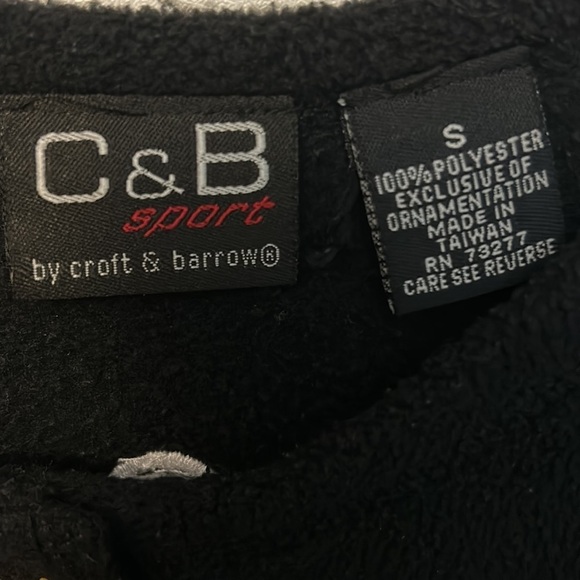 C & B
sport
by croft & barrow®
S
100% POLYESTER
EXCLUSIVE OF
ORNAMENTATION
MADE IN
TAIWAN
RN 73277
CARE SEE REVERSE